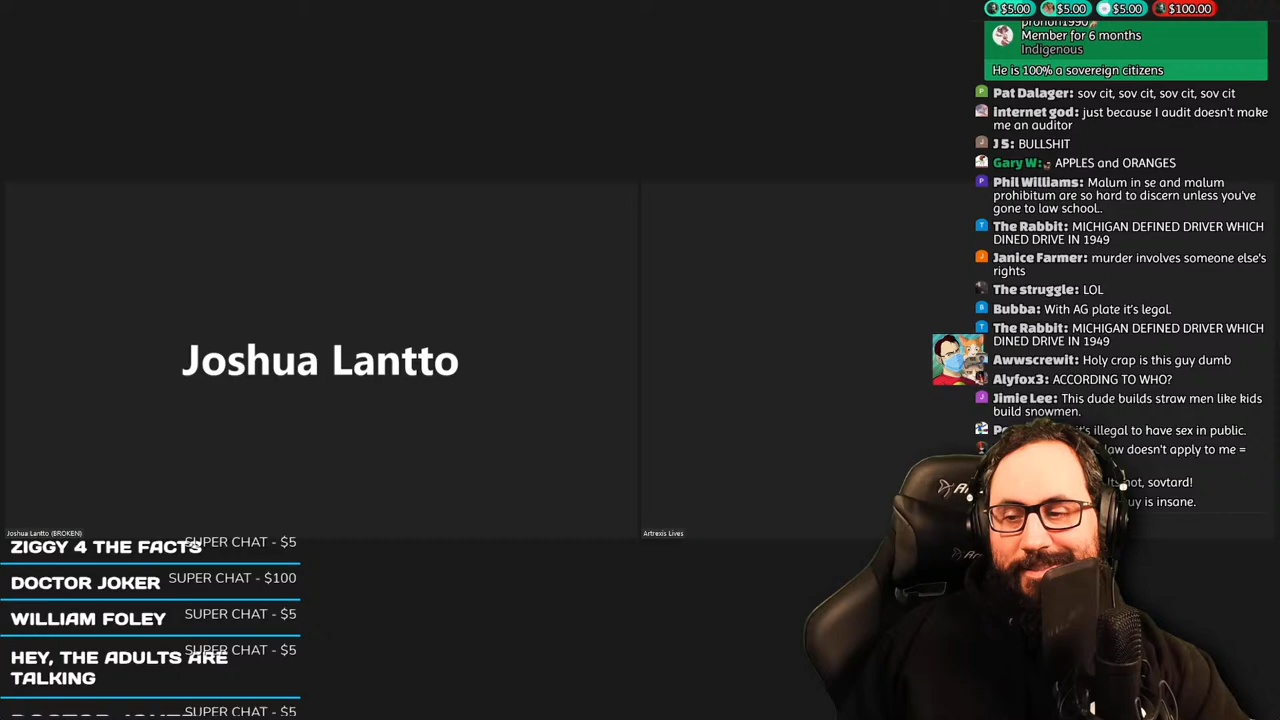 $5.00 $5.00 $5.00 $100.00
Member for 6 months
Indigenous
He is 100% a sovereign citizens
Pat Dalager: sov cit, sov cit, sov cit, sov cit
internet god: just because I audit doesn't make
me an auditor
J S: BULLSHIT
Gary W: APPLES and ORANGES
Phil Williams: Malum in se and malum
prohibitum are so hard to discern unless you've
gone to law school..
The Rabbit: MICHIGAN DEFINED DRIVER WHICH
DINED DRIVE IN 1949
Janice Farmer: murder involves someone else's
rights
The struggle: LOL
Bubba: With AG plate it's legal.
The Rabbit: MICHIGAN DEFINED DRIVER WHICH
DINED DRIVE IN 1949
Awwscrewit: Holy crap is this guy dumb
Alyfox3: ACCORDING TO WHO?
Jimie Lee: This dude builds straw men like kids
build snowmen.
it's illegal to have sex in public.
law doesn't apply to me =
not, sovtard!
is insane.
Joshua Lantto
Joshua Lantto (BROKEN)
Artrexis Lives
ZIGGY 4 THE FACTS SUPER CHAT - $5
DOCTOR JOKER SUPER CHAT - $100
WILLIAM FOLEY SUPER CHAT - $5
HEY, THE ADULTS ARE SUPER CHAT - $5
TALKING
SUPER CHAT - $5